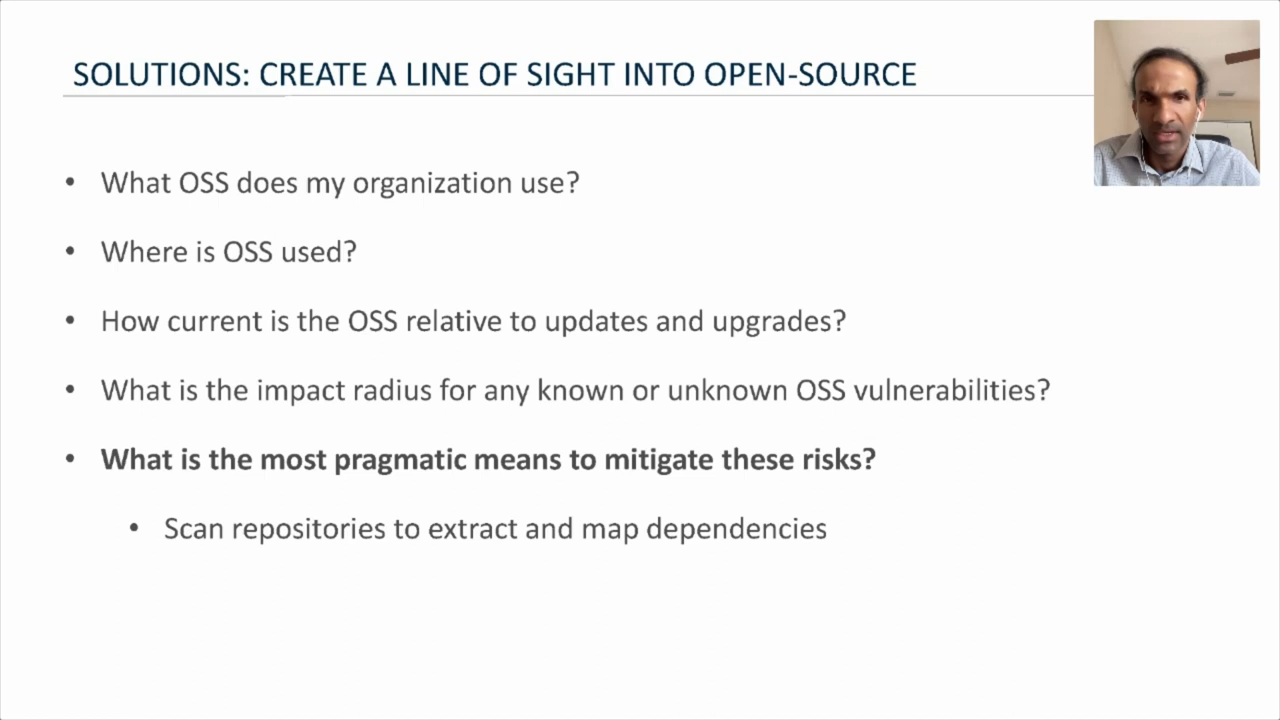 SOLUTIONS: CREATE A LINE OF SIGHT INTO OPEN-SOURCE
• What OSS does my organization use?
• Where is OSS used?
• How current is the OSS relative to updates and upgrades?
• What is the impact radius for any known or unknown OSS vulnerabilities?
• What is the most pragmatic means to mitigate these risks?
• Scan repositories to extract and map dependencies